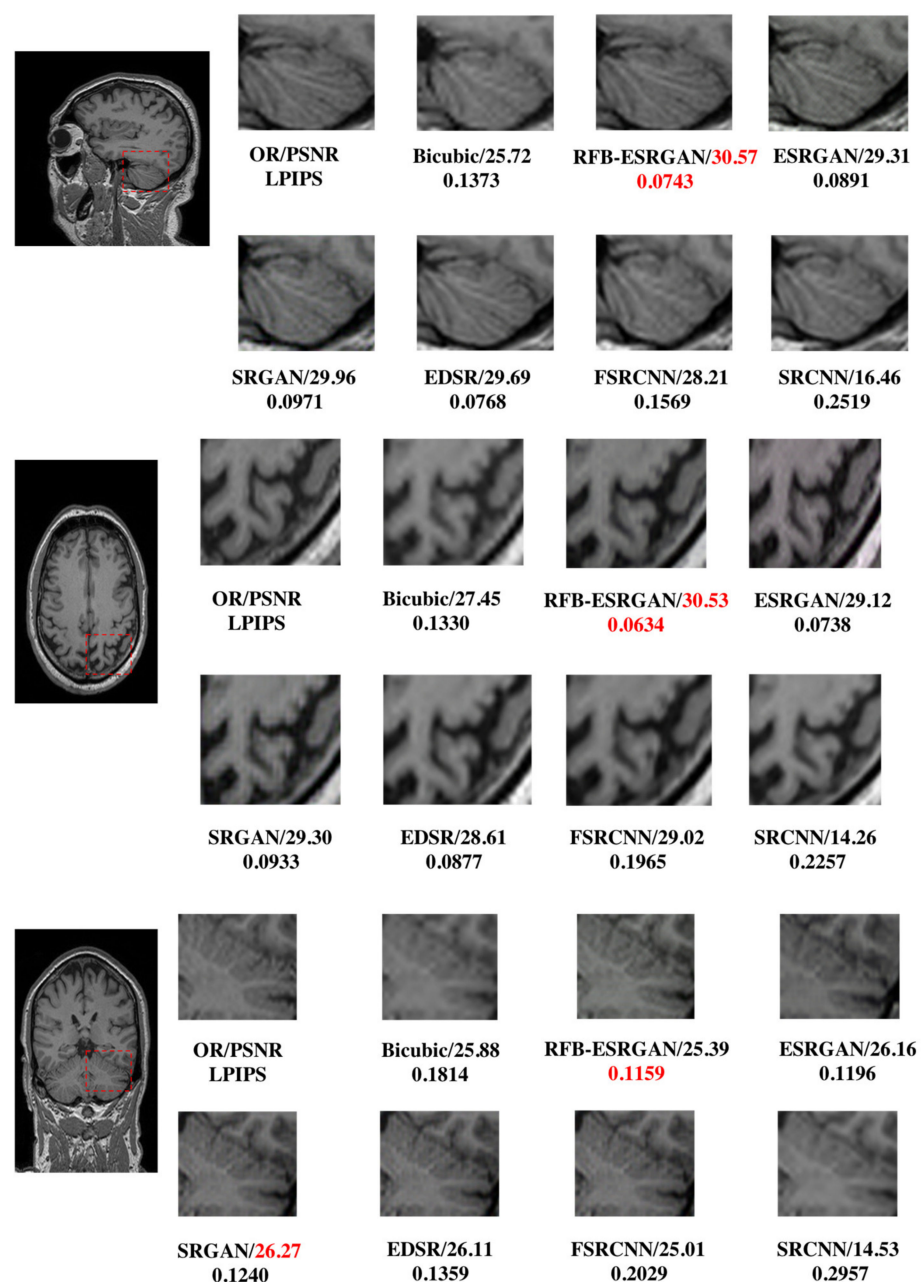 OR/PSNR Bicubic/25.72 RFB-ESRGAN/30.57 ESRGAN/29.31
LPIPS 0.1373 0.0743 0.0891
SRGAN/29.96 EDSR/29.69 FSRCNN/28.21 SRCNN/16.46
0.0971 0.0768 0.1569 0.2519
OR/PSNR Bicubic/27.45 RFB-ESRGAN/30.53 ESRGAN/29.12
LPIPS 0.1330 0.0634 0.0738
SRGAN/29.30 EDSR/28.61 FSRCNN/29.02 SRCNN/14.26
0.0933 0.0877 0.1965 0.2257
OR/PSNR Bicubic/25.88 RFB-ESRGAN/25.39 ESRGAN/26.16
LPIPS 0.1814 0.1159 0.1196
SRGAN/26.27 EDSR/26.11 FSRCNN/25.01 SRCNN/14.53
0.1240 0.1359 0.2029 0.2957